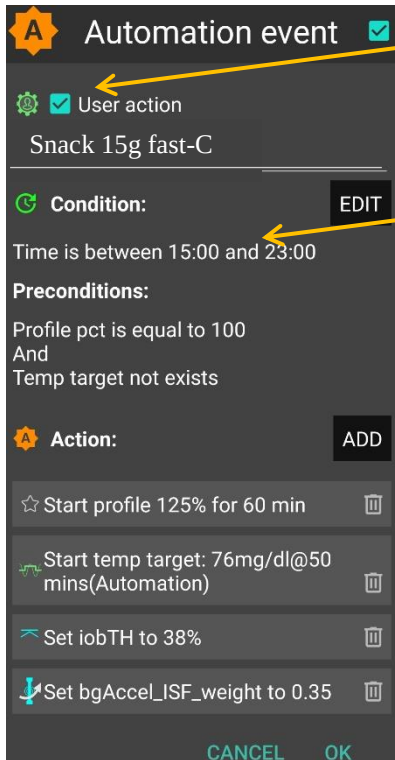 A Automation event
User action
Snack 15g fast-C
Condition: EDIT
Time is between 15:00 and 23:00
Preconditions:
Profile pct is equal to 100
And
Temp target not exists
A Action: ADD
Start profile 125% for 60 min
Start temp target: 76mg/dl@50
mins(Automation)
Set iobTH to 38%
Set bgAccel_ISF_weight to 0.35
CANCEL OK